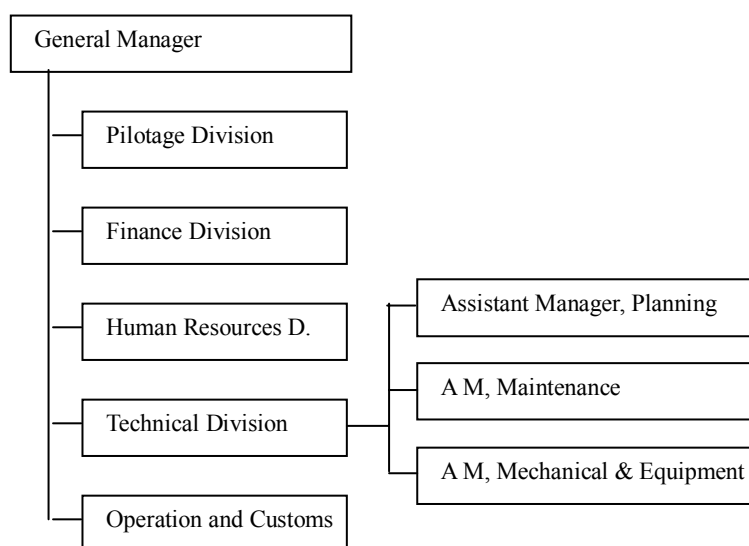 General Manager
Pilotage Division
Finance Division
Human Resources D.
Technical Division
Operation and Customs
Assistant Manager, Planning
A M, Maintenance
A M, Mechanical & Equipment